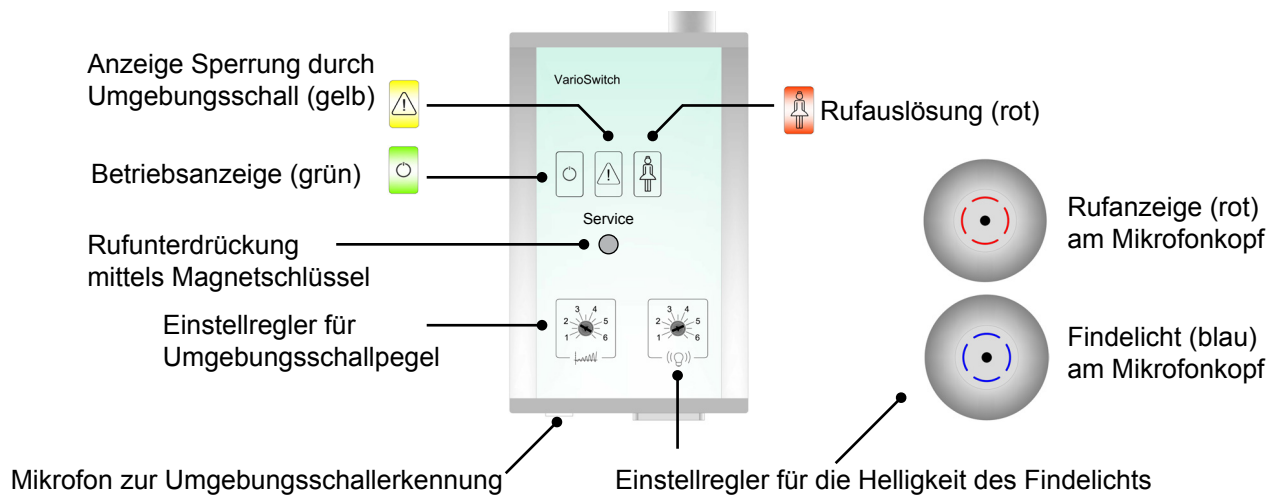 Anzeige Sperrung durch
Umgebungsschall (gelb)
Betriebsanzeige (grün)
Rufunterdrückung
mittels Magnetschlüssel
Einstellregler für
Umgebungsschallpegel
Mikrofon zur Umgebungsschallerkennung
VarioSwitch
Service
3 4
2 5
1 6
3 4
2 5
1 6
Rufauslösung (rot)
Rufanzeige (rot)
am Mikrofonkopf
Findelicht (blau)
am Mikrofonkopf
Einstellregler für die Helligkeit des Findelichts